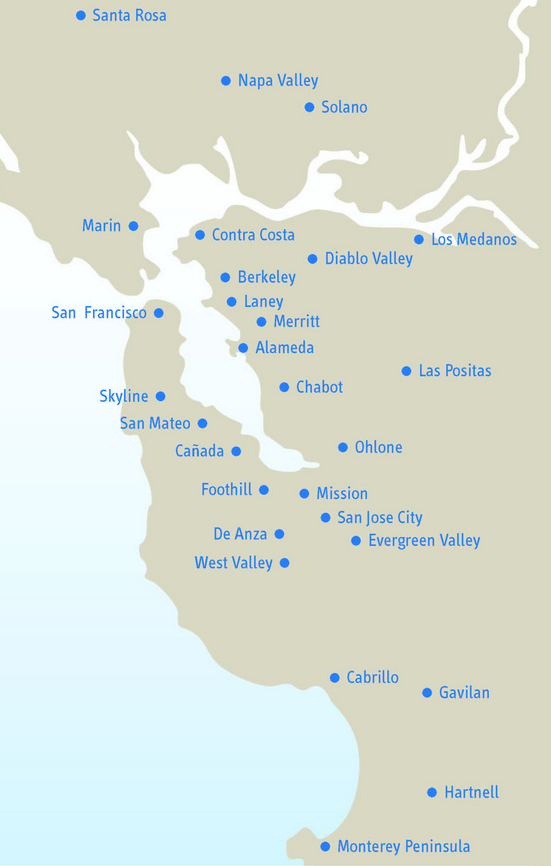 Santa Rosa
Napa Valley
Solano
Marin
Contra Costa
Los Medanos
Diablo Valley
Berkeley
Laney
San Francisco
Merritt
Alameda
Las Positas
Chabot
Skyline
San Mateo
Cañada
Ohlone
Foothill
Mission
San Jose City
De Anza
Evergreen Valley
West Valley
Cabrillo
Gavilan
Hartnell
Monterey Peninsula